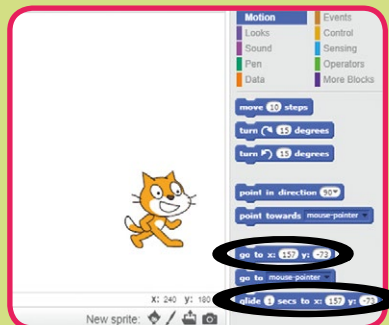 Motion Events
Looks Control
Sound Sensing
Pen Operators
Data More Blocks
move 10 steps
turn 15 degrees
turn 15 degrees
point in direction 90
point towards mouse-pointer
go to x: 157 y: -73
go to mouse-pointer
glide 1 secs to x: 157 y: -73
X: 240 y: 180
New sprite: